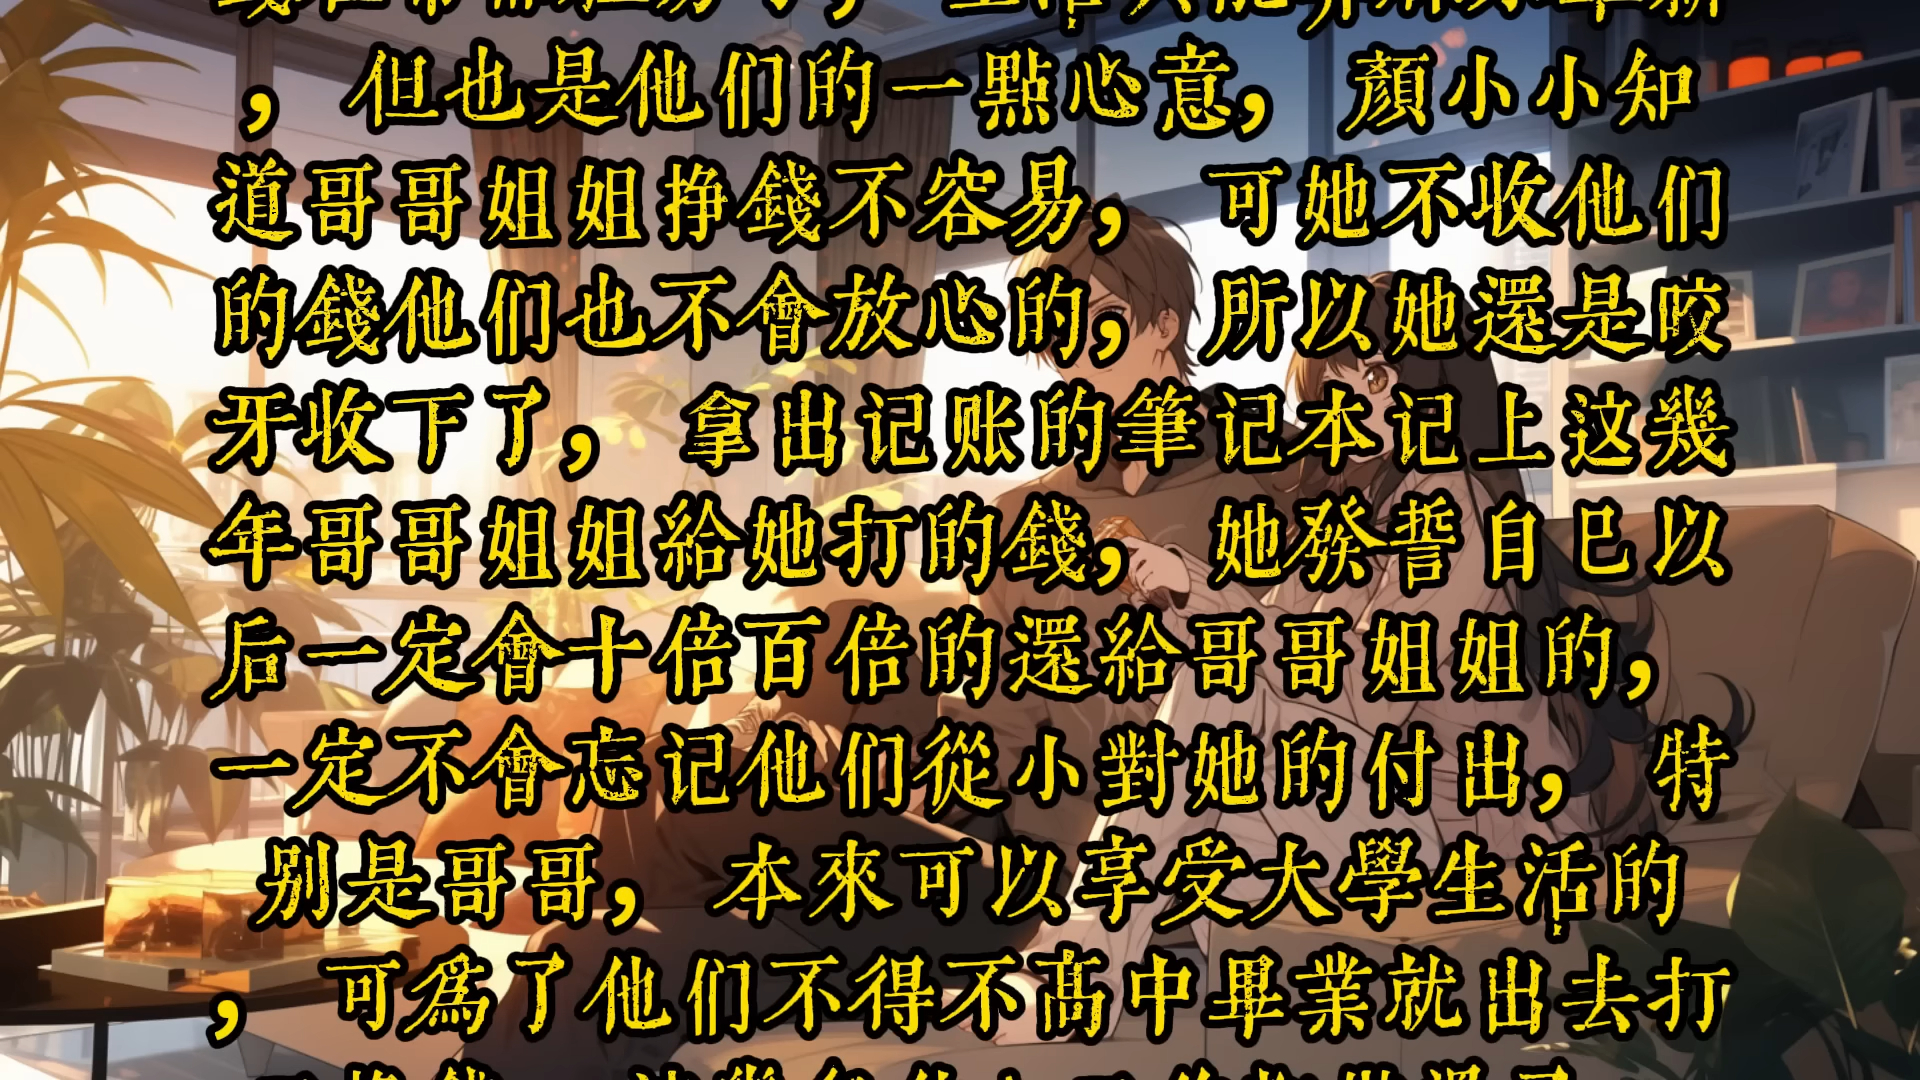 ，但也是他们的一點心意，顏小小知
道哥哥姐姐挣錢不容易，可她不收他们
的錢他们也不會放心的，所以她還是咬
牙收下了，拿出记账的筆记本记上这幾
年哥哥姐姐給她打的錢，她發誓自己以
后一定會十倍百倍的還給哥哥姐姐的，
一定不會忘记他们從小對她的付出，特
别是哥哥，本來可以享受大學生活的
，可爲了他们不得不高中畢業就出去打